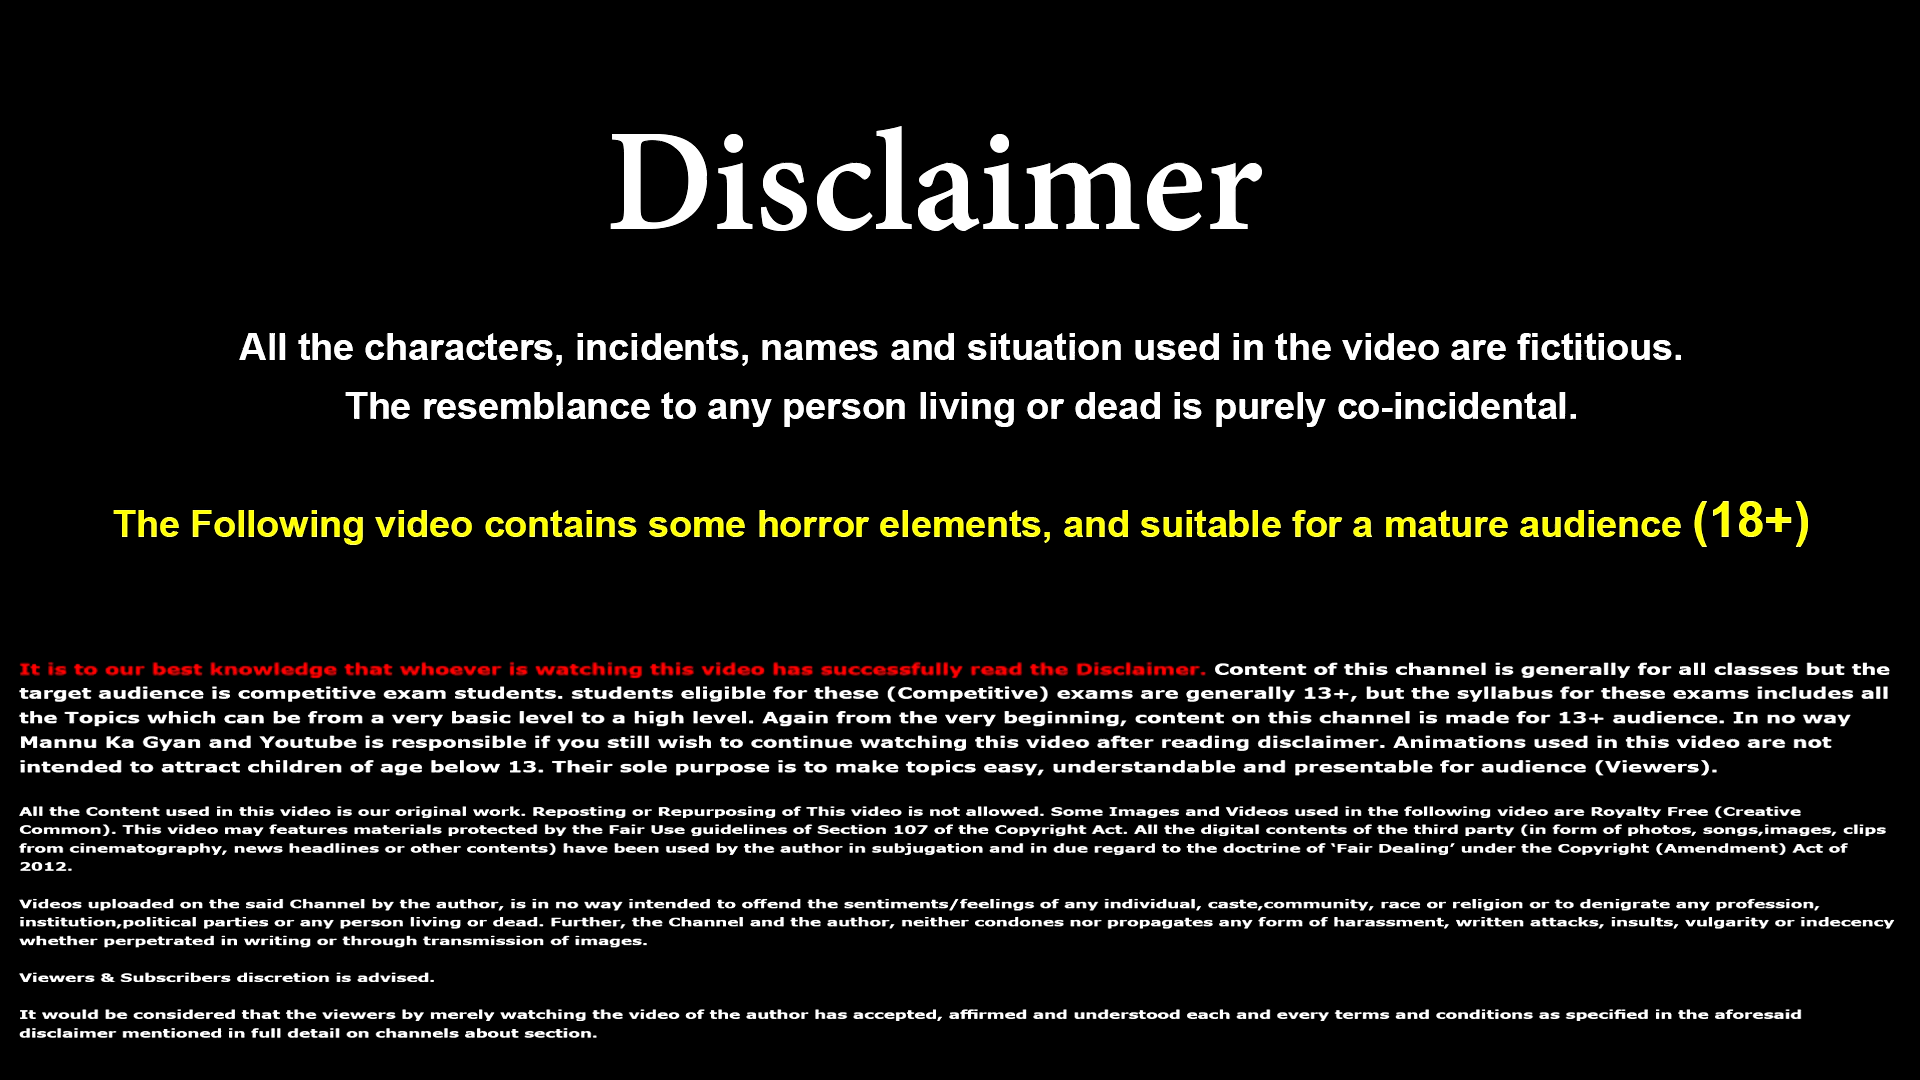 Disclaimer
All the characters, incidents, names and situation used in the video are fictitious.
The resemblance to any person living or dead is purely co-incidental.
The Following video contains some horror elements, and suitable for a mature audience (18+)
It is to our best knowledge that whoever is watching this video has successfully read the Disclaimer. Content of this channel is generally for all classes but the
target audience is competitive exam students. students eligible for these (Competitive) exams are generally 13+, but the syllabus for these exams includes all
the Topics which can be from a very basic level to a high level. Again from the very beginning, content on this channel is made for 13+ audience. In no way
Mannu Ka Gyan and Youtube is responsible if you still wish to continue watching this video after reading disclaimer. Animations used in this video are not
intended to attract children of age below 13. Their sole purpose is to make topics easy, understandable and presentable for audience (Viewers).
All the Content used in this video is our original work. Reposting or Repurposing of This video is not allowed. Some Images and Videos used in the following video are Royalty Free (Creative
Common). This video may features materials protected by the Fair Use guidelines of Section 107 of the Copyright Act. All the digital contents of the third party (in form of photos, songs,images, clips
from cinematography, news headlines or other contents) have been used by the author in subjugation and in due regard to the doctrine of ‘Fair Dealing’ under the Copyright (Amendment) Act of
2012.
Videos uploaded on the said Channel by the author, is in no way intended to offend the sentiments/feelings of any individual, caste,community, race or religion or to denigrate any profession,
institution,political parties or any person living or dead. Further, the Channel and the author, neither condones nor propagates any form of harassment, written attacks, insults, vulgarity or indecency
whether perpetrated in writing or through transmission of images.
Viewers & Subscribers discretion is advised.
It would be considered that the viewers by merely watching the video of the author has accepted, affirmed and understood each and every terms and conditions as specified in the aforesaid
disclaimer mentioned in full detail on channels about section.